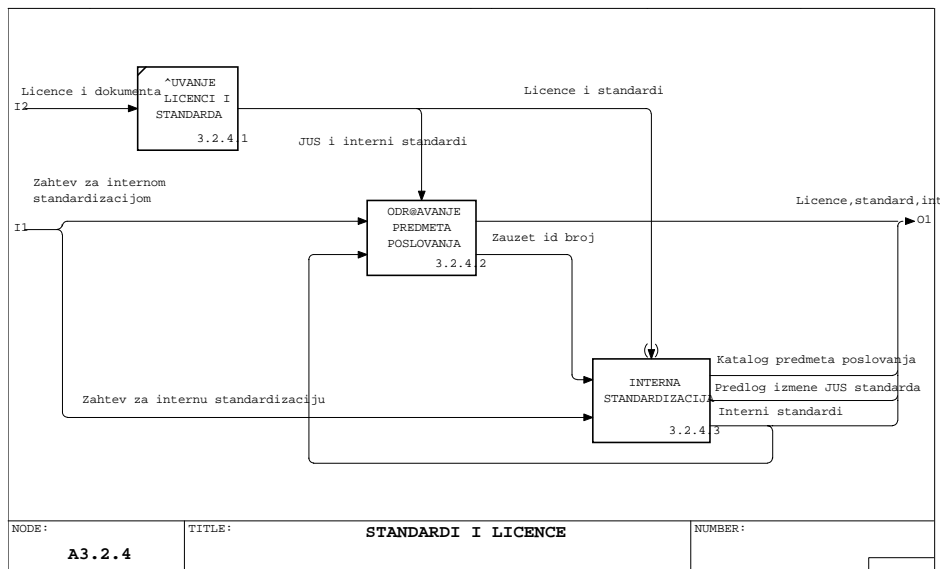 ^UVANJE
LICENCI I
STANDARDA
3.2.4.1
Licence i dokumenta
I2
Licence i standardi
JUS i interni standardi
Zahtev za internom
standardizacijom
I1
ODR@AVANJE
PREDMETA
POSLOVANJA
3.2.4.2
Licence,standard,int
O1
Zauzet id broj
( )
INTERNA
STANDARDIZACIJA
3.2.4.3
Katalog predmeta poslovanja
Predlog izmene JUS standarda
Interni standardi
Zahtev za internu standardizaciju
NODE:
A3.2.4
TITLE:
STANDARDI I LICENCE
NUMBER: